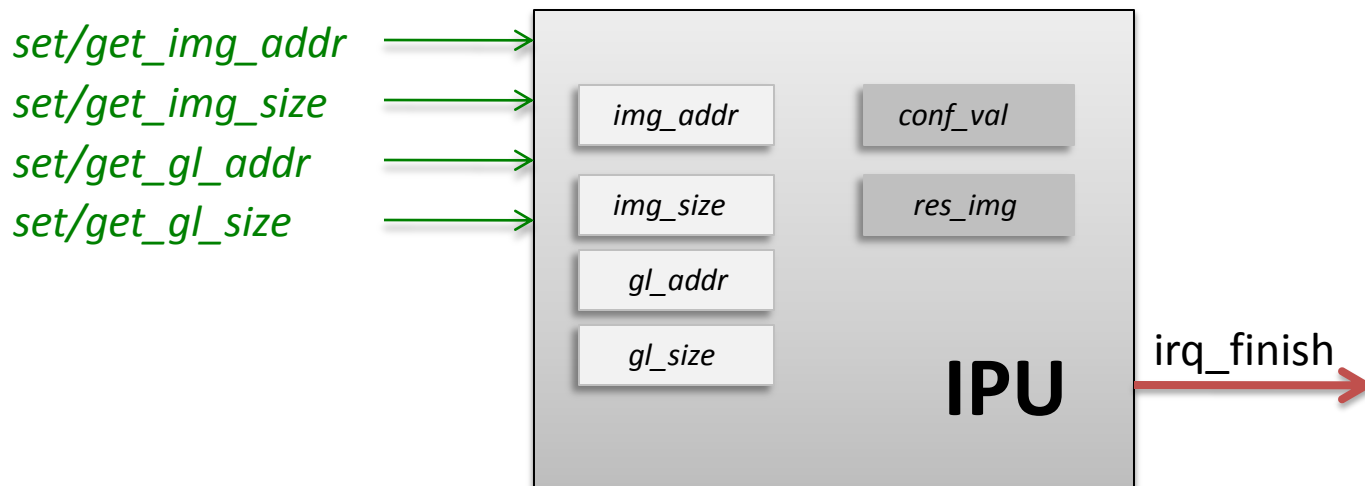 set/get_img_addr
set/get_img_size
set/get_gl_addr
set/get_gl_size
img_addr
img_size
gl_addr
gl_size
conf_val
res_img
IPU
irq_finish